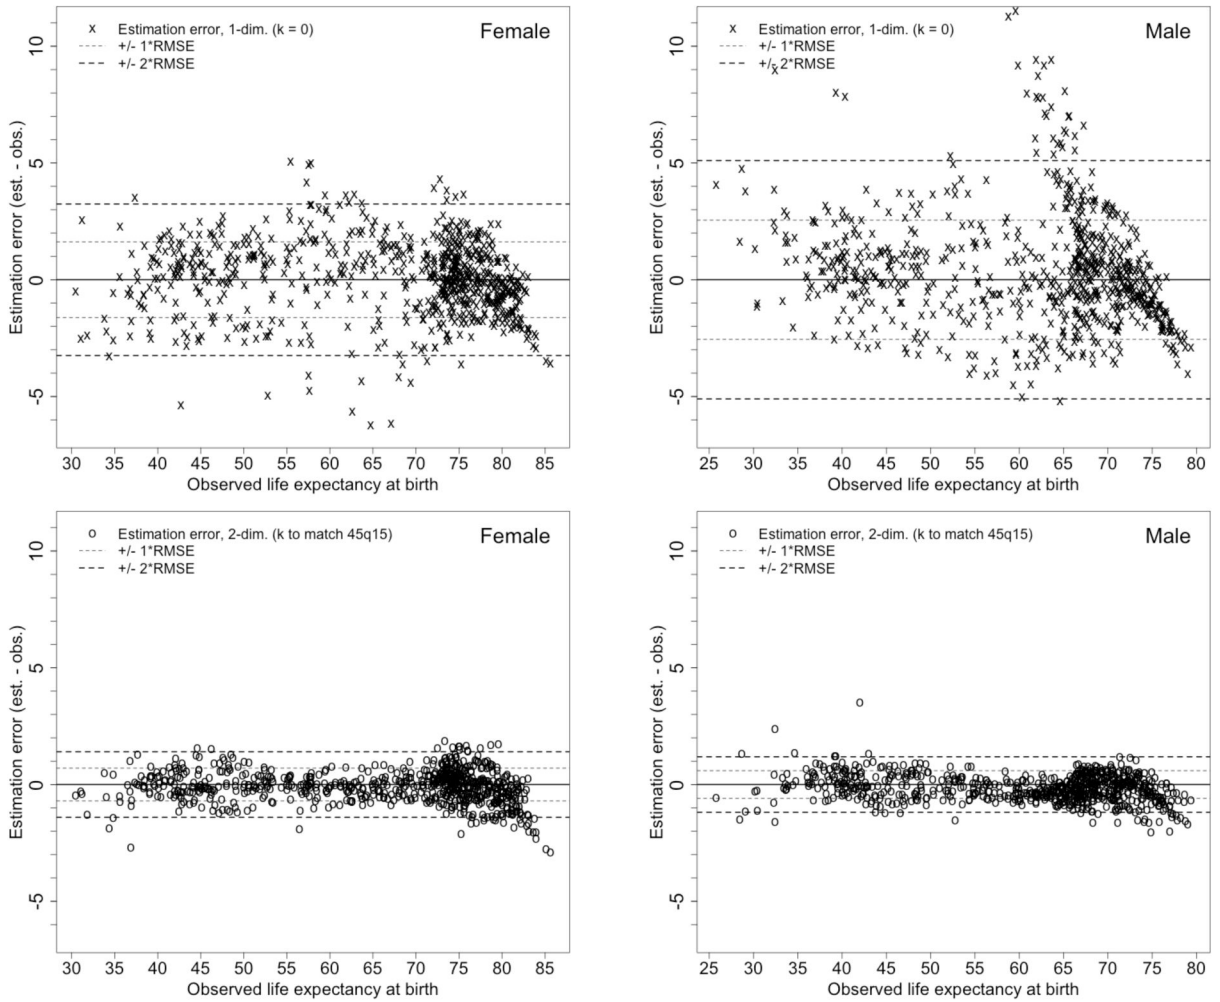 x Estimation error, 1-dim. (k = 0)
+/- 1*RMSE
+/- 2*RMSE
Female
10
5
0
-5
Estimation error (est. - obs.)
30 35 40 45 50 55 60 65 70 75 80 85
Observed life expectancy at birth
x Estimation error, 1-dim. (k = 0)
+/- 1*RMSE
+/- 2*RMSE
Male
10
5
0
-5
Estimation error (est. - obs.)
25 30 35 40 45 50 55 60 65 70 75 80
Observed life expectancy at birth
o Estimation error, 2-dim. (k to match 45q15)
+/- 1*RMSE
+/- 2*RMSE
Female
10
5
0
-5
Estimation error (est. - obs.)
30 35 40 45 50 55 60 65 70 75 80 85
Observed life expectancy at birth
o Estimation error, 2-dim. (k to match 45q15)
+/- 1*RMSE
+/- 2*RMSE
Male
10
5
0
-5
Estimation error (est. - obs.)
25 30 35 40 45 50 55 60 65 70 75 80
Observed life expectancy at birth